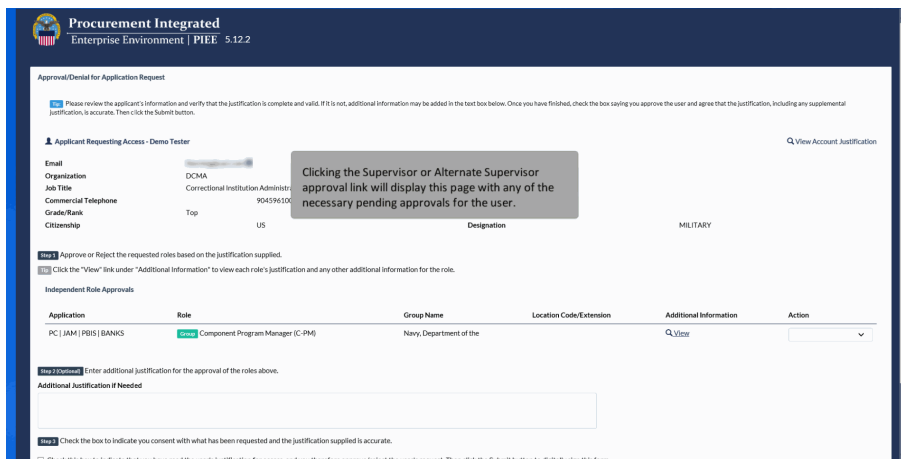 Procurement Integrated
Enterprise Environment | PIEE 5.12.2
Approval/Denial for Application Request
Tip Please review the applicant's information and verify that the justification is complete and valid. If it is not, additional information may be added in the text box below. Once you have finished, check the box saying you approve the user and agree that the justification, including any supplemental
justification, is accurate. Then click the Submit button.
Applicant Requesting Access - Demo Tester View Account Justification
Email
Organization DCMA
Job Title Correctional Institution
Commercial Telephone
Grade/Rank Top
Citizenship US Designation MILITARY
Clicking the Supervisor or Alternate Supervisor
approval link will display this page with any of the
necessary pending approvals for the user.
Step 1 Approve or Reject the requested roles based on the justification supplied.
Tip Click the "View" link under "Additional Information" to view each role's justification and any other additional information for the role.
Independent Role Approvals
Application Role Group Name Location Code/Extension Additional Information Action
PC | JAM | PBIS | BANKS Group Component Program Manager (C-PM) Navy, Department of the View
Step 2 (Optional) Enter additional justification for the approval of the roles above.
Additional Justification if Needed
Step 3 Check the box to indicate you consent with what has been requested and the justification supplied is accurate.